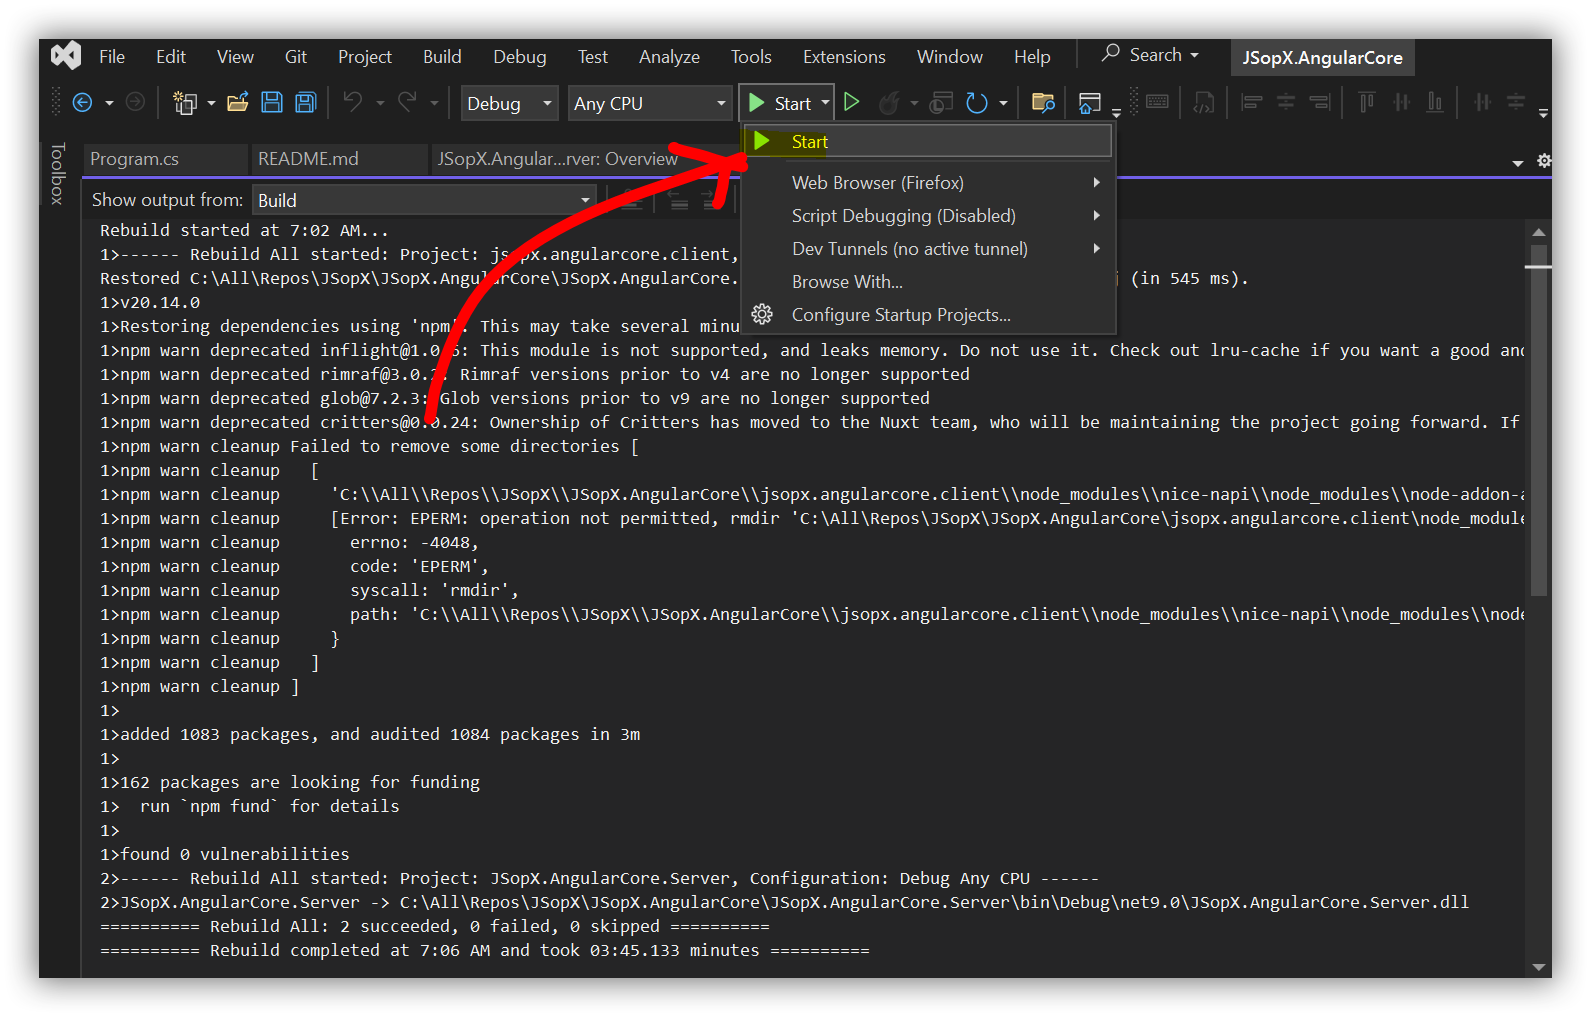 File Edit View Git Project Build Debug Test Analyze Tools Extensions Window Help Search JSopX.AngularCore
Debug Any CPU Start
Start
Web Browser (Firefox)
Script Debugging (Disabled)
Dev Tunnels (no active tunnel)
Browse With...
Configure Startup Projects...
Toolbox
Program.cs README.md JSopX.Angular...rver: Overview
Show output from: Build
Rebuild started at 7:02 AM...
1>------ Rebuild All started: Project: jsopx.angularcore.client,
Restored C:\All\Repos\JSopX\JSopX.AngularCore\JSopX.AngularCore. (in 545 ms).
1>v20.14.0
1>Restoring dependencies using 'npm'. This may take several minu
1>npm warn deprecated inflight@1.0.6: This module is not supported, and leaks memory. Do not use it. Check out lru-cache if you want a good and
1>npm warn deprecated rimraf@3.0.2: Rimraf versions prior to v4 are no longer supported
1>npm warn deprecated glob@7.2.3: Glob versions prior to v9 are no longer supported
1>npm warn deprecated critters@0.0.24: Ownership of Critters has moved to the Nuxt team, who will be maintaining the project going forward. If
1>npm warn cleanup Failed to remove some directories [
1>npm warn cleanup [
1>npm warn cleanup 'C:\\All\\Repos\\JSopX\\JSopX.AngularCore\\jsopx.angularcore.client\\node_modules\\nice-napi\\node_modules\\node-addon-a
1>npm warn cleanup [Error: EPERM: operation not permitted, rmdir 'C:\All\Repos\JSopX\JSopX.AngularCore\jsopx.angularcore.client\node_module
1>npm warn cleanup errno: -4048,
1>npm warn cleanup code: 'EPERM',
1>npm warn cleanup syscall: 'rmdir',
1>npm warn cleanup path: 'C:\\All\\Repos\\JSopX\\JSopX.AngularCore\\jsopx.angularcore.client\\node_modules\\nice-napi\\node_modules\\node
1>npm warn cleanup }
1>npm warn cleanup ]
1>npm warn cleanup ]
1>
1>added 1083 packages, and audited 1084 packages in 3m
1>
1>162 packages are looking for funding
1> run `npm fund` for details
1>
1>found 0 vulnerabilities
2>------ Rebuild All started: Project: JSopX.AngularCore.Server, Configuration: Debug Any CPU ------
2>JSopX.AngularCore.Server -> C:\All\Repos\JSopX\JSopX.AngularCore\JSopX.AngularCore.Server\bin\Debug\net9.0\JSopX.AngularCore.Server.dll
========== Rebuild All: 2 succeeded, 0 failed, 0 skipped ==========
========== Rebuild completed at 7:06 AM and took 03:45.133 minutes ==========